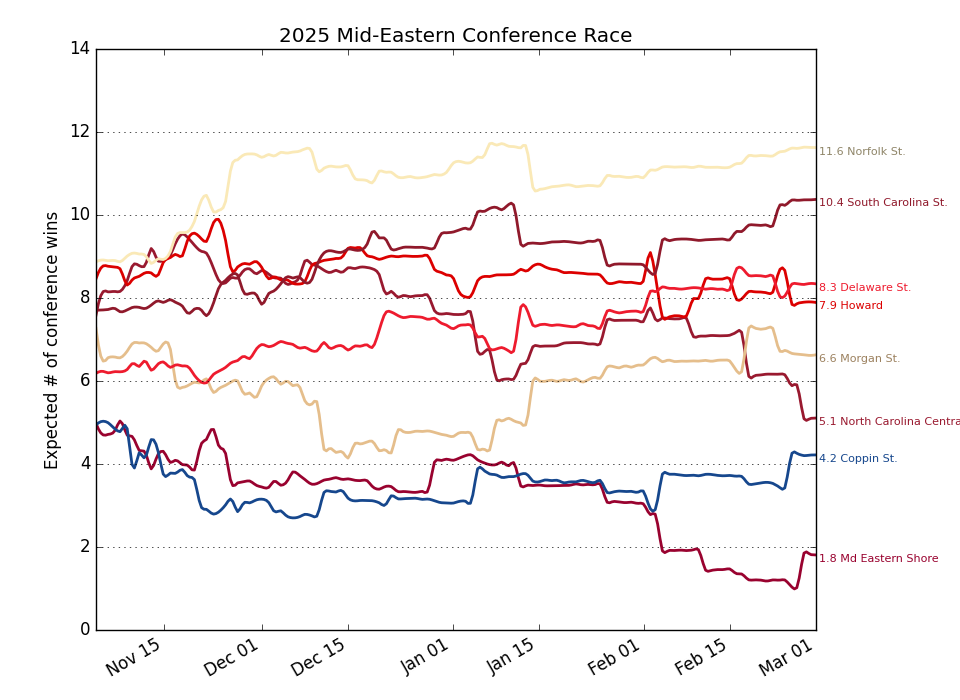 2025 Mid-Eastern Conference Race
Expected # of conference wins
14
12
10
8
6
4
2
0
11.6 Norfolk St.
10.4 South Carolina St.
8.3 Delaware St.
7.9 Howard
6.6 Morgan St.
5.1 North Carolina Centra
4.2 Coppin St.
1.8 Md Eastern Shore
Nov 15
Dec 01
Dec 15
Jan 01
Jan 15
Feb 01
Feb 15
Mar 01